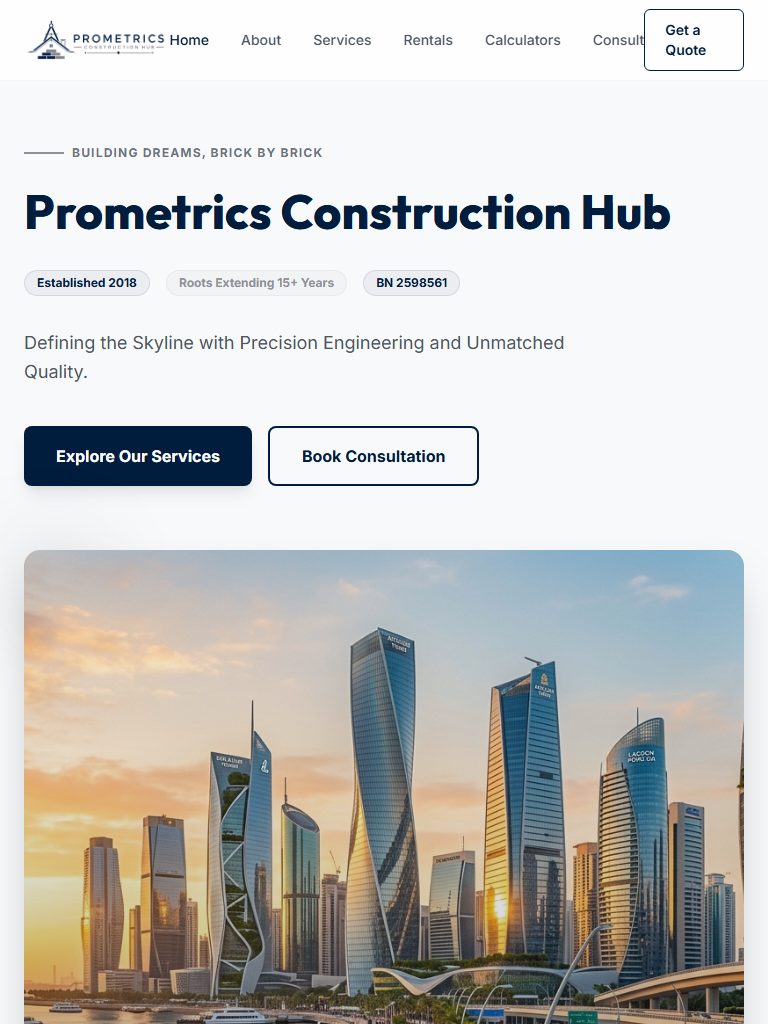 PROMETRICS
CONSTRUCTION HUB
Home
About
Services
Rentals
Calculators
Consult
Get a
Quote
BUILDING DREAMS, BRICK BY BRICK
Prometrics Construction Hub
Established 2018
Roots Extending 15+ Years
BN 2598561
Defining the Skyline with Precision Engineering and Unmatched
Quality.
Explore Our Services
Book Consultation